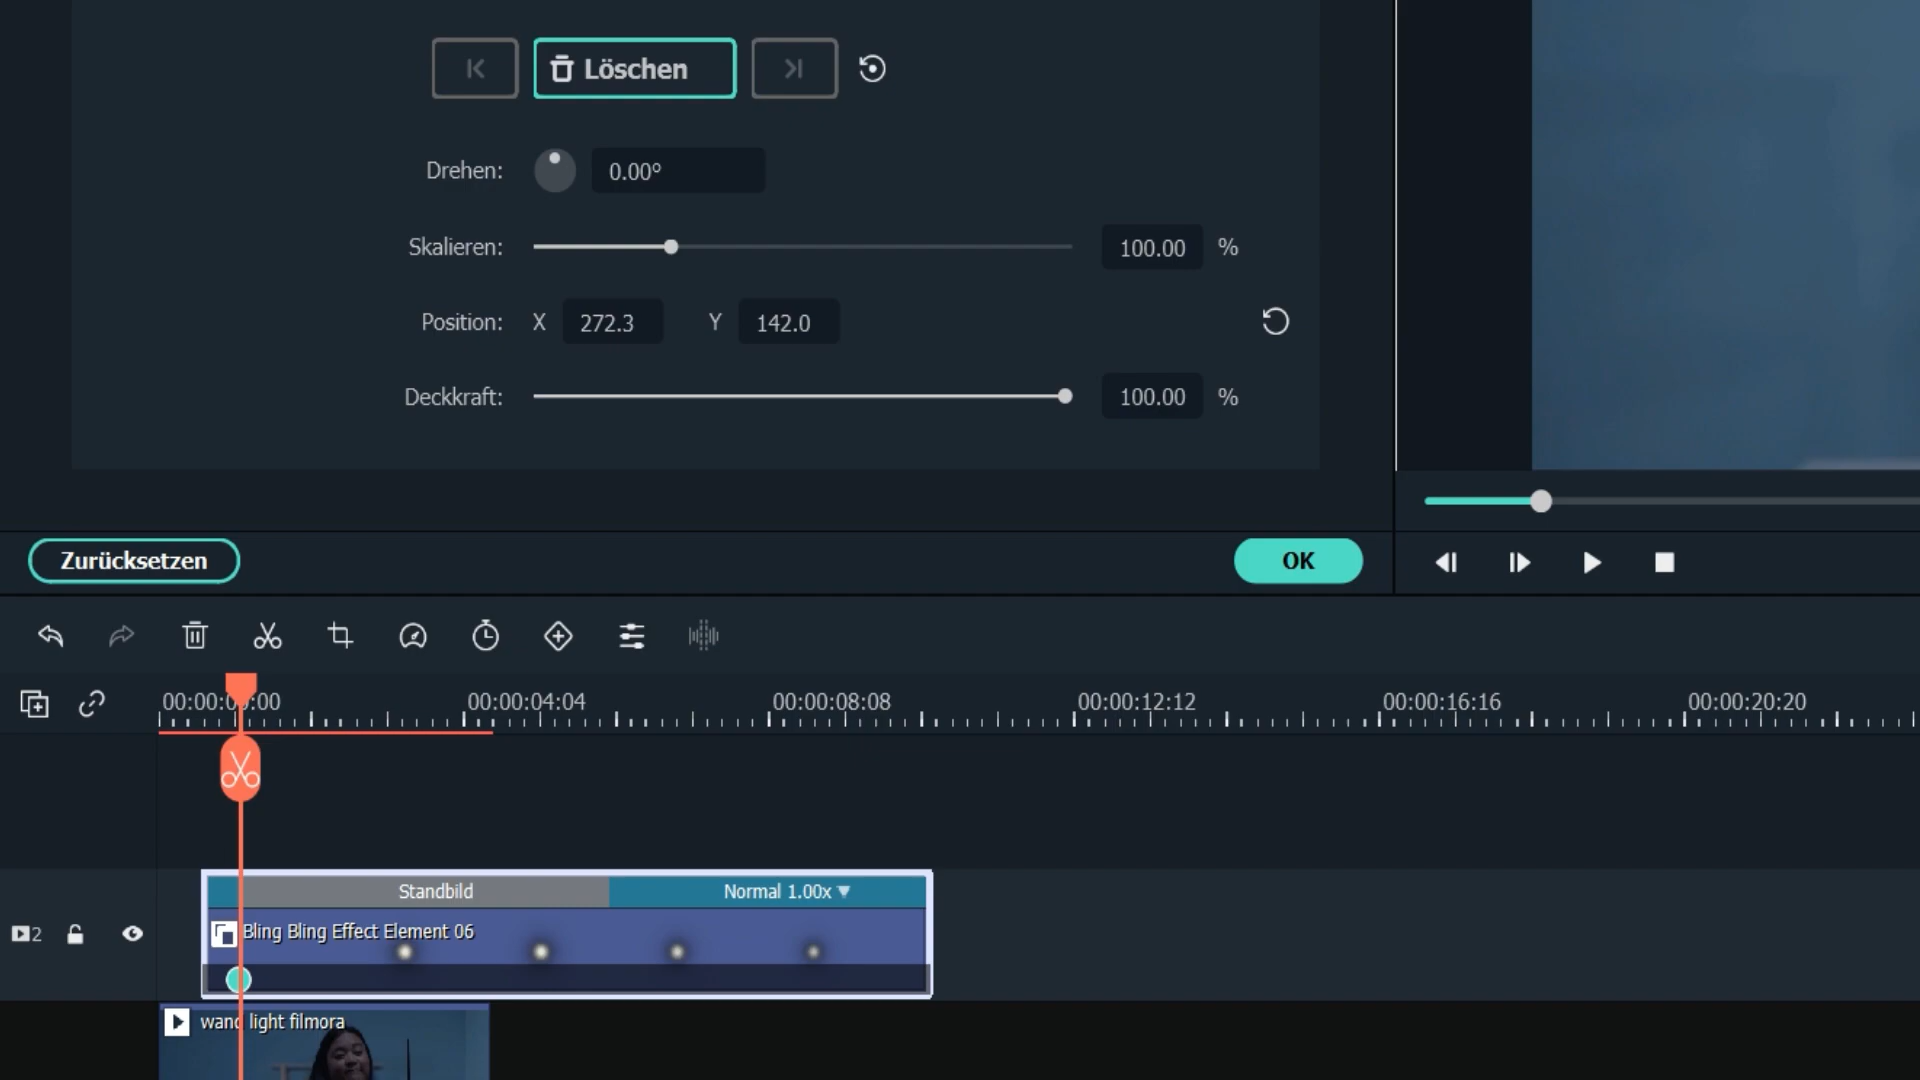 Löschen
Drehen: 0.00°
Skalieren: 100.00 %
Position: X 272.3 Y 142.0
Deckkraft: 100.00 %
Zurücksetzen
OK
00:00:04:04 00:00:08:08 00:00:12:12 00:00:16:16 00:00:20:20
Standbild Normal 1.00x
Bling Bling Effect Element 06
2
wand light filmora